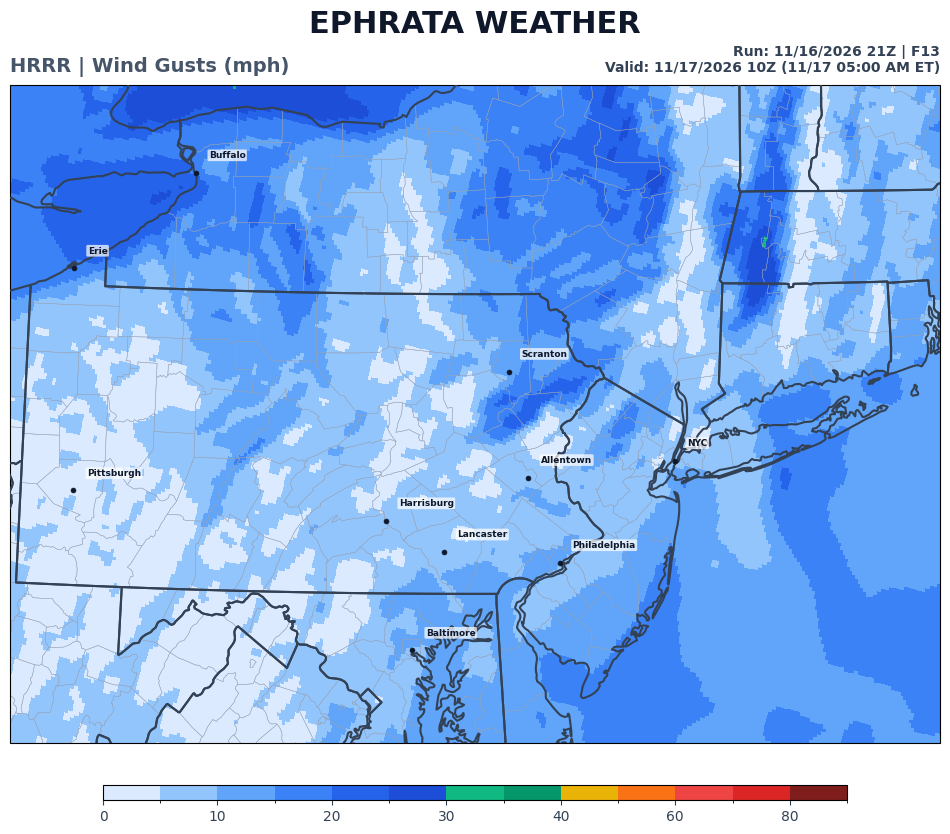 EPHRATA WEATHER
HRRR | Wind Gusts (mph)
Run: 11/16/2026 21Z | F13
Valid: 11/17/2026 10Z (11/17 05:00 AM ET)
Buffalo
Erie
Scranton
NYC
Allentown
Pittsburgh
Harrisburg
Lancaster
Philadelphia
Baltimore
0 10 20 30 40 50 60 70 80